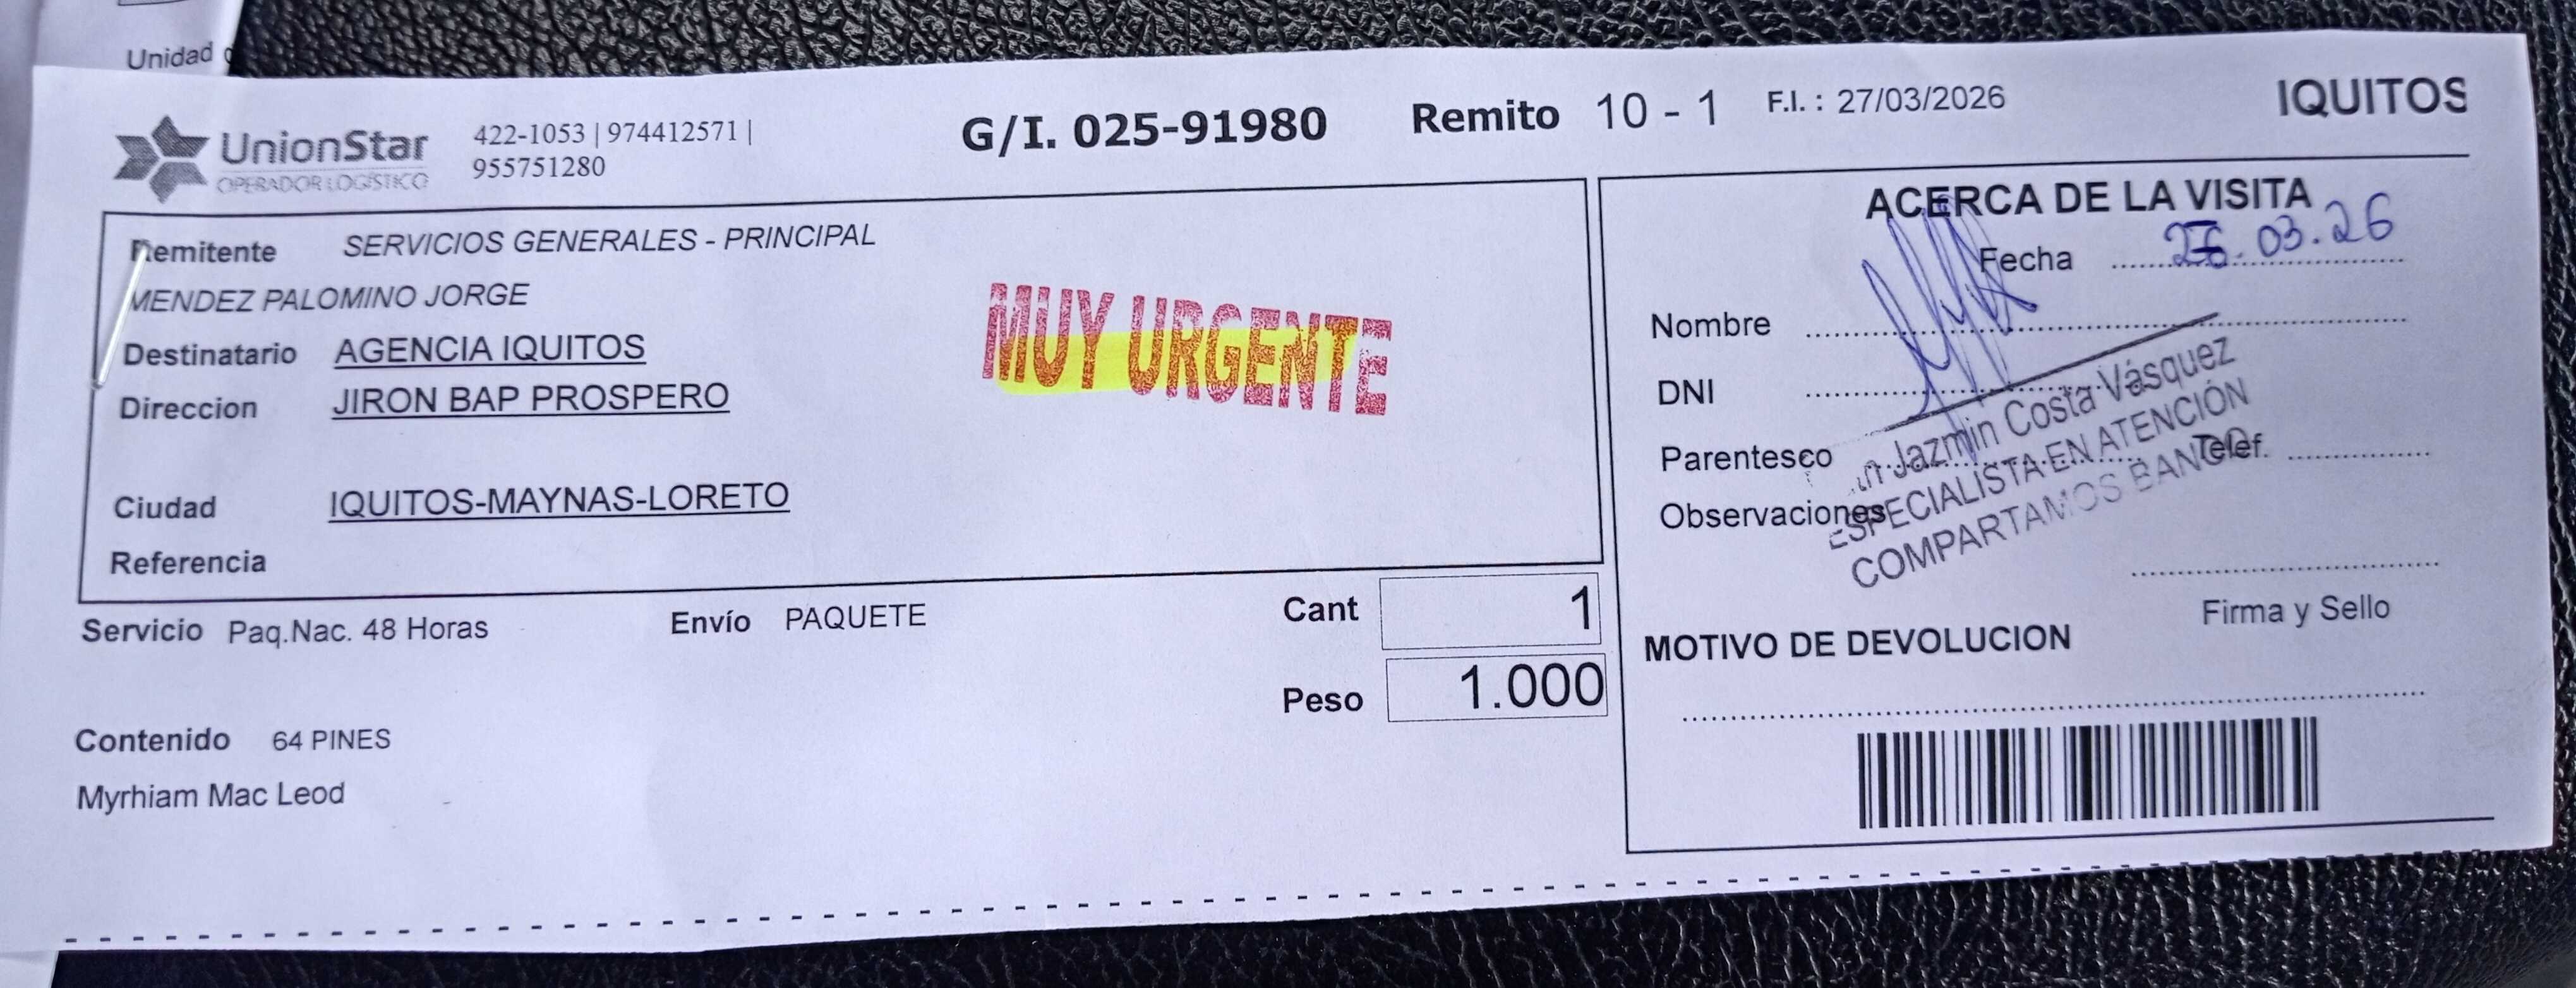 Unidad
UnionStar
OPERADOR LOGÍSTICO
422-1053 | 974412571 |
955751280
G/I. 025-91980
Remito 10 - 1
F.I. : 27/03/2026
IQUITOS
Remitente SERVICIOS GENERALES - PRINCIPAL
MENDEZ PALOMINO JORGE
Destinatario AGENCIA IQUITOS
Direccion JIRON BAP PROSPERO
Ciudad IQUITOS-MAYNAS-LORETO
Referencia
MUY URGENTE
Servicio Paq.Nac. 48 Horas
Envío PAQUETE
Cant 1
Peso 1.000
Contenido 64 PINES
Myrhiam Mac Leod
ACERCA DE LA VISITA
Fecha .03.26
Nombre
DNI
Parentesco
Telef.
Observaciones
Jazmin Costa Vásquez
ESPECIALISTA EN ATENCIÓN
COMPARTAMOS BANCO
Firma y Sello
MOTIVO DE DEVOLUCION